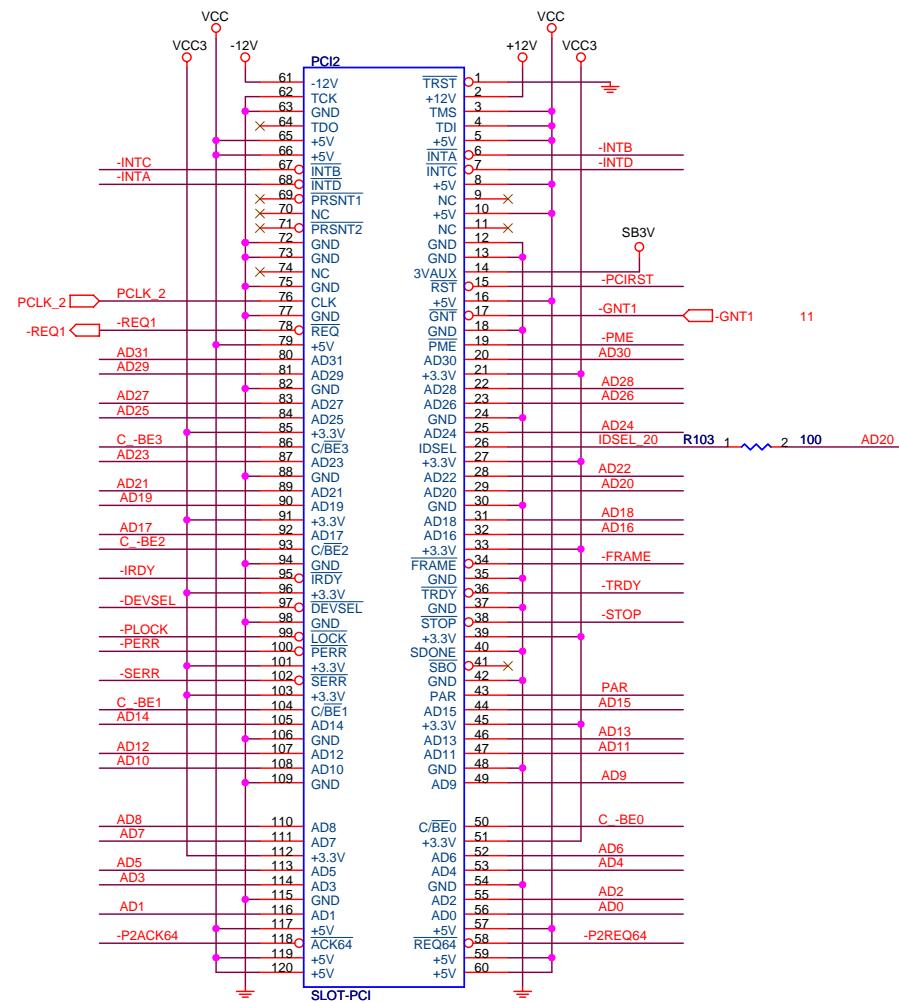 VCC VCC
VCC3 -12V +12V VCC3
PCI2
61 -12V TRST 1
62 TCK +12V 2
63 GND TMS 3
64 TDO TDI 4
65 +5V +5V 5
66 +5V INTA 6 -INTB
-INTC 67 INTB INTC 7 -INTD
-INTA 68 INTD +5V 8
69 PRSNT1 NC 9
70 NC +5V 10
71 PRSNT2 NC 11
72 GND GND 12
SB3V
73 GND GND 13
74 NC 3VAUX 14
75 GND RST 15 -PCIRST
PCLK_2 PCLK_2 76 CLK +5V 16
77 GND GNT 17 -GNT1 -GNT1 11
-REQ1 -REQ1 78 REQ GND 18
79 +5V PME 19 -PME
AD31 80 AD31 AD30 20 AD30
AD29 81 AD29 +3.3V 21
82 GND AD28 22 AD28
AD27 83 AD27 AD26 23 AD26
AD25 84 AD25 GND 24
85 +3.3V AD24 25 AD24
C_-BE3 86 C/BE3 IDSEL 26 IDSEL_20 R103 1 2 100 AD20
AD23 87 AD23 +3.3V 27
88 GND AD22 28 AD22
AD21 89 AD21 AD20 29 AD20
AD19 90 AD19 GND 30
91 +3.3V AD18 31 AD18
AD17 92 AD17 AD16 32 AD16
C_-BE2 93 C/BE2 +3.3V 33
94 GND FRAME 34 -FRAME
-IRDY 95 IRDY GND 35
96 +3.3V TRDY 36 -TRDY
-DEVSEL 97 DEVSEL GND 37
98 GND STOP 38 -STOP
-PLOCK 99 LOCK +3.3V 39
-PERR 100 PERR SDONE 40
101 +3.3V SBO 41
-SERR 102 SERR GND 42
103 +3.3V PAR 43 PAR
C_-BE1 104 C/BE1 AD15 44 AD15
AD14 105 AD14 +3.3V 45
106 GND AD13 46 AD13
AD12 107 AD12 AD11 47 AD11
AD10 108 AD10 GND 48
109 GND AD9 49 AD9
AD8 110 AD8 C/BE0 50 C_-BE0
AD7 111 AD7 +3.3V 51
112 +3.3V AD6 52 AD6
AD5 113 AD5 AD4 53 AD4
AD3 114 AD3 GND 54
115 GND AD2 55 AD2
AD1 116 AD1 AD0 56 AD0
117 +5V +5V 57
-P2ACK64 118 ACK64 REQ64 58 -P2REQ64
119 +5V +5V 59
120 +5V +5V 60
SLOT-PCI